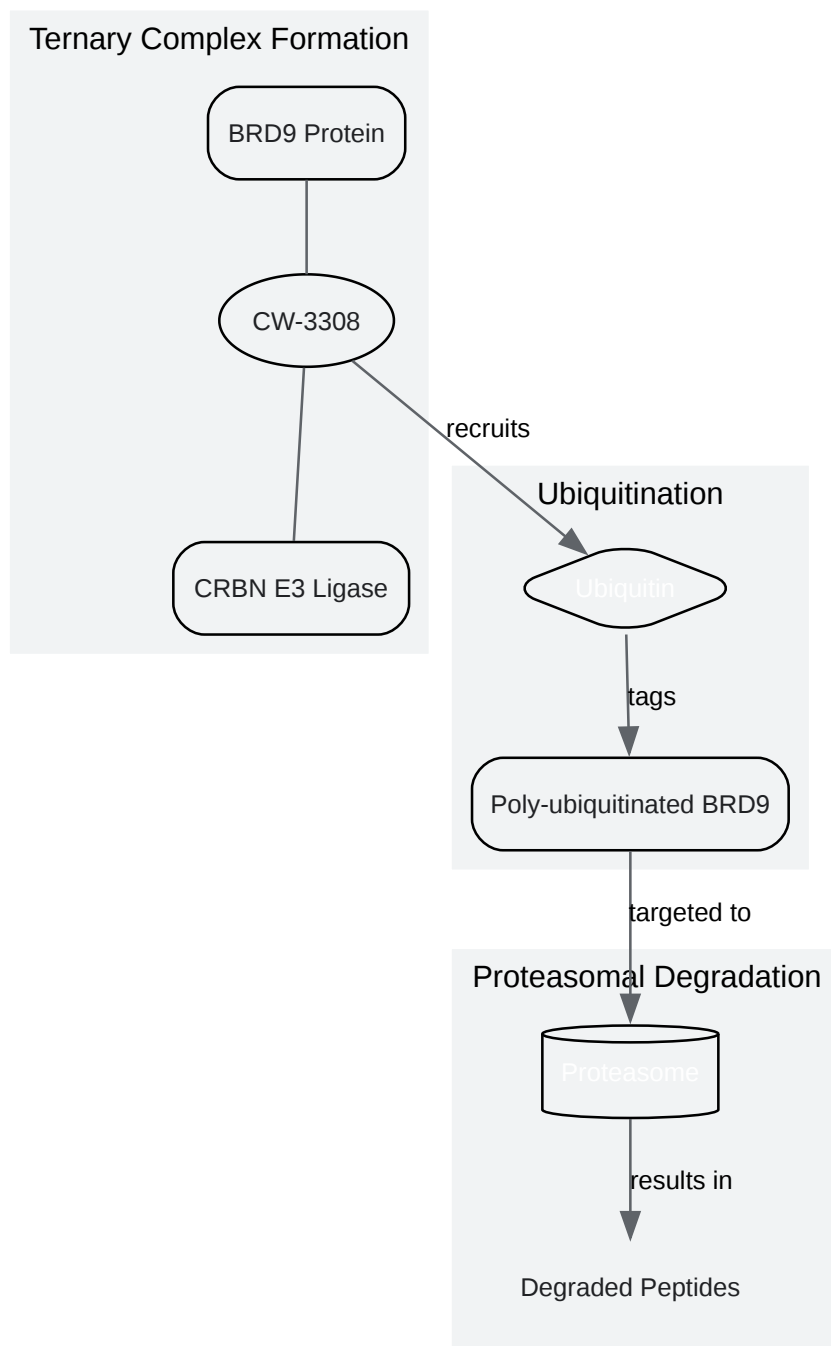 Ternary Complex Formation
BRD9 Protein
CW-3308
recruits
CRBN E3 Ligase
Ubiquitination
Ubiquitin
tags
Poly-ubiquitinated BRD9
targeted to
Proteasomal Degradation
Proteasome
results in
Degraded Peptides